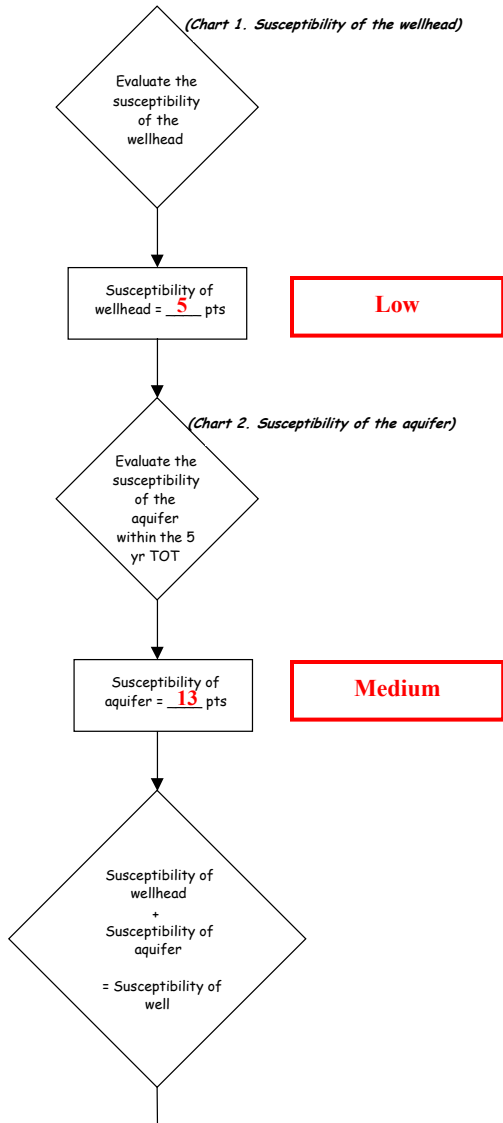 (Chart 1. Susceptibility of the wellhead)
Evaluate the
susceptibility
of the
wellhead
Susceptibility of
wellhead = __5__ pts
Low
(Chart 2. Susceptibility of the aquifer)
Evaluate the
susceptibility
of the
aquifer
within the 5
yr TOT
Susceptibility of
aquifer = __13__ pts
Medium
Susceptibility of
wellhead
+
Susceptibility of
aquifer
= Susceptibility of
well